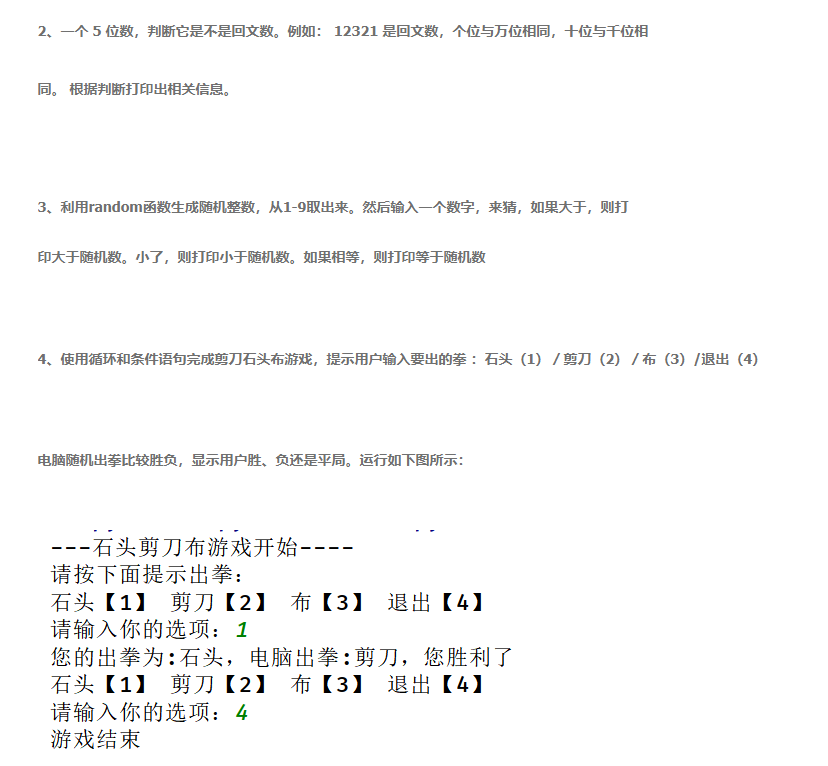 2、一个 5 位数，判断它是不是回文数。例如： 12321 是回文数，个位与万位相同，十位与千位相
同。 根据判断打印出相关信息。
3、利用random函数生成随机整数，从1-9取出来。然后输入一个数字，来猜，如果大于，则打
印大于随机数。小了，则打印小于随机数。如果相等，则打印等于随机数
4、使用循环和条件语句完成剪刀石头布游戏，提示用户输入要出的拳 ：石头（1） / 剪刀（2） / 布（3）/退出（4）
电脑随机出拳比较胜负，显示用户胜、负还是平局。运行如下图所示：
---石头剪刀布游戏开始----
请按下面提示出拳：
石头【1】 剪刀【2】 布【3】 退出【4】
请输入你的选项：1
您的出拳为:石头，电脑出拳:剪刀，您胜利了
石头【1】 剪刀【2】 布【3】 退出【4】
请输入你的选项：4
游戏结束